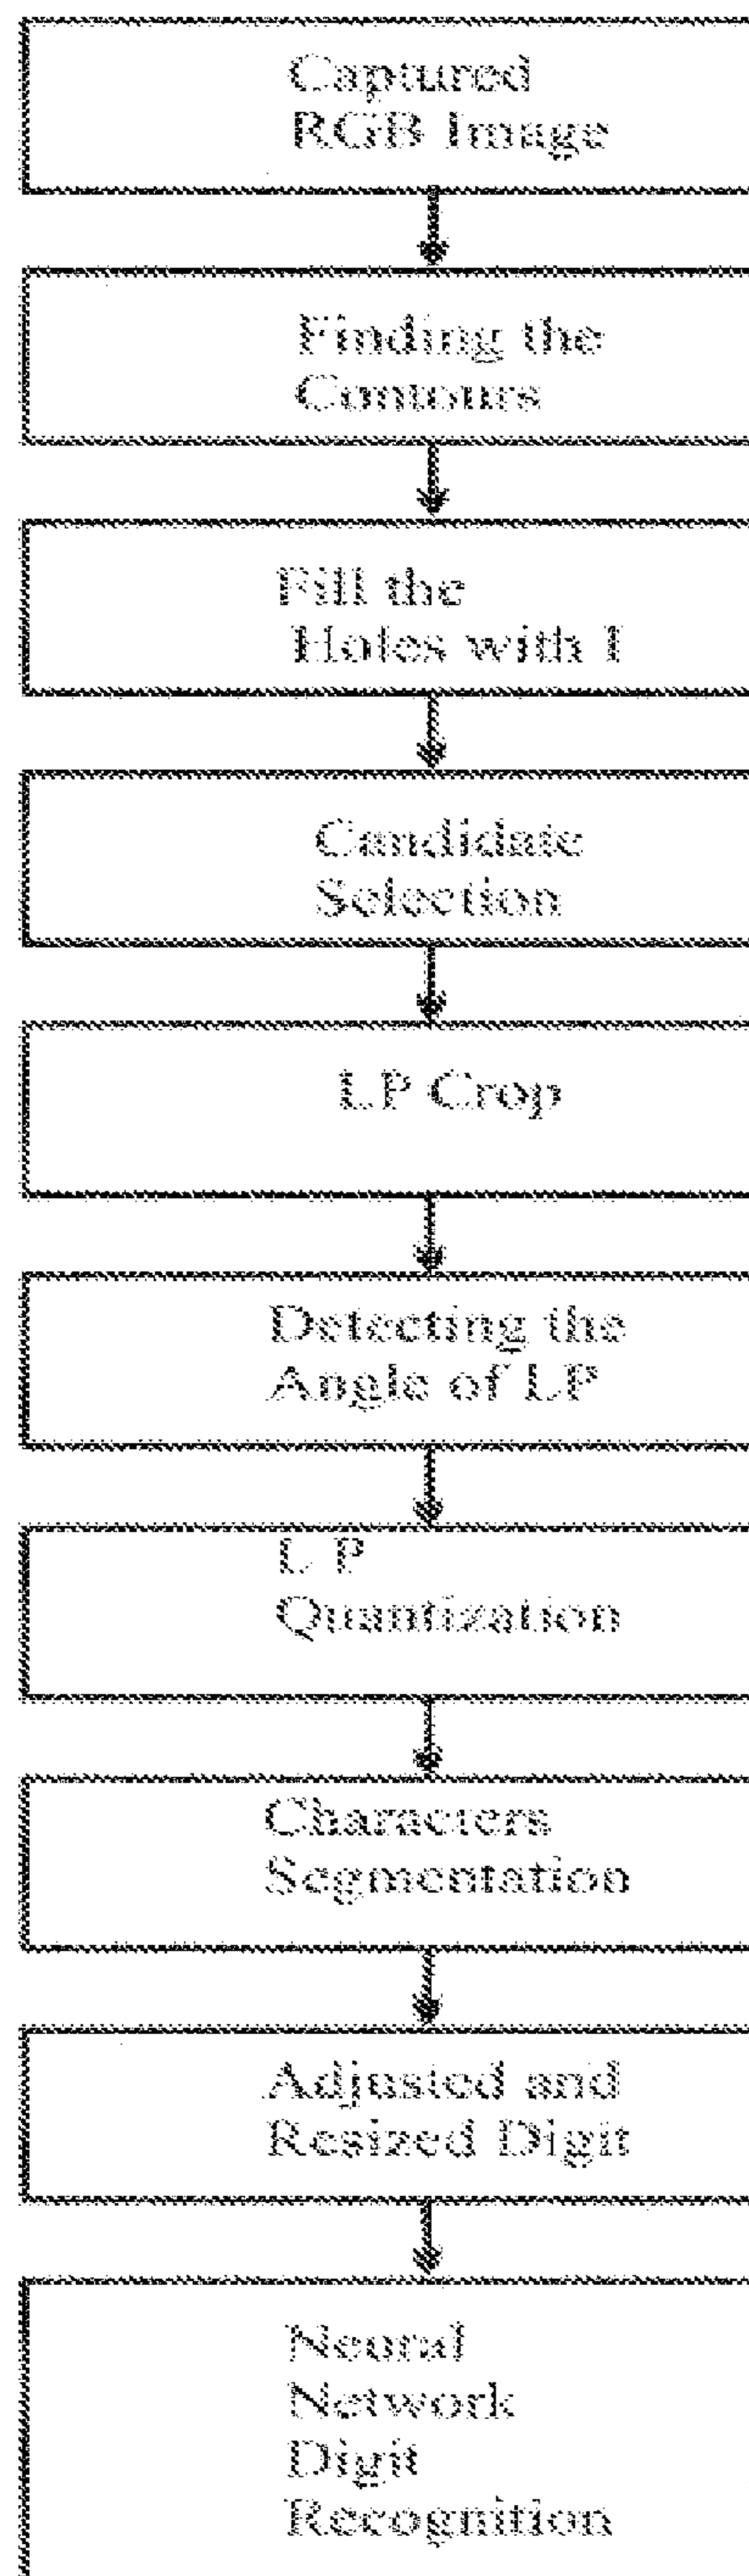 Captured
RGB Image
Finding the
Contours
Fill the
Holes with I
Candidate
Selection
LP Crop
Detecting the
Angle of LP
L P
Quantization
Characters
Segmentation
Adjusted and
Resized Digit
Neural
Network
Digit
Recognition